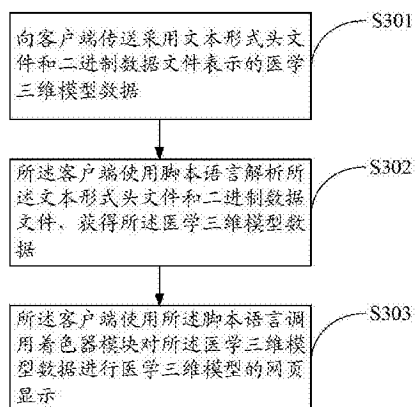 S301
向客户端传送采用文本形式头文
件和二进制数据文件表示的医学
三维模型数据
S302
所述客户端使用脚本语言解析所
述文本形式头文件和二进制数据
文件，获得所述医学三维模型数
据
S303
所述客户端使用所述脚本语言调
用着色器模块对所述医学三维模
型数据进行医学三维模型的网页
显示